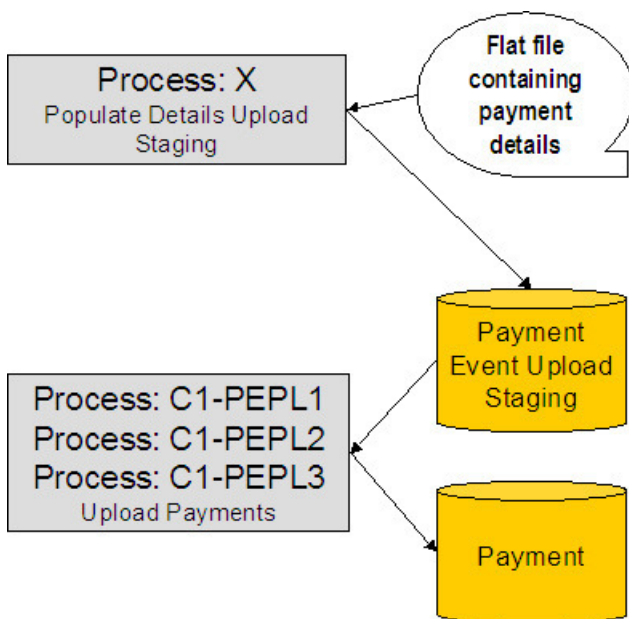 Process: X
Populate Details Upload
Staging
Flat file
containing
payment
details
Payment
Event Upload
Staging
Process: C1-PEPL1
Process: C1-PEPL2
Process: C1-PEPL3
Upload Payments
Payment